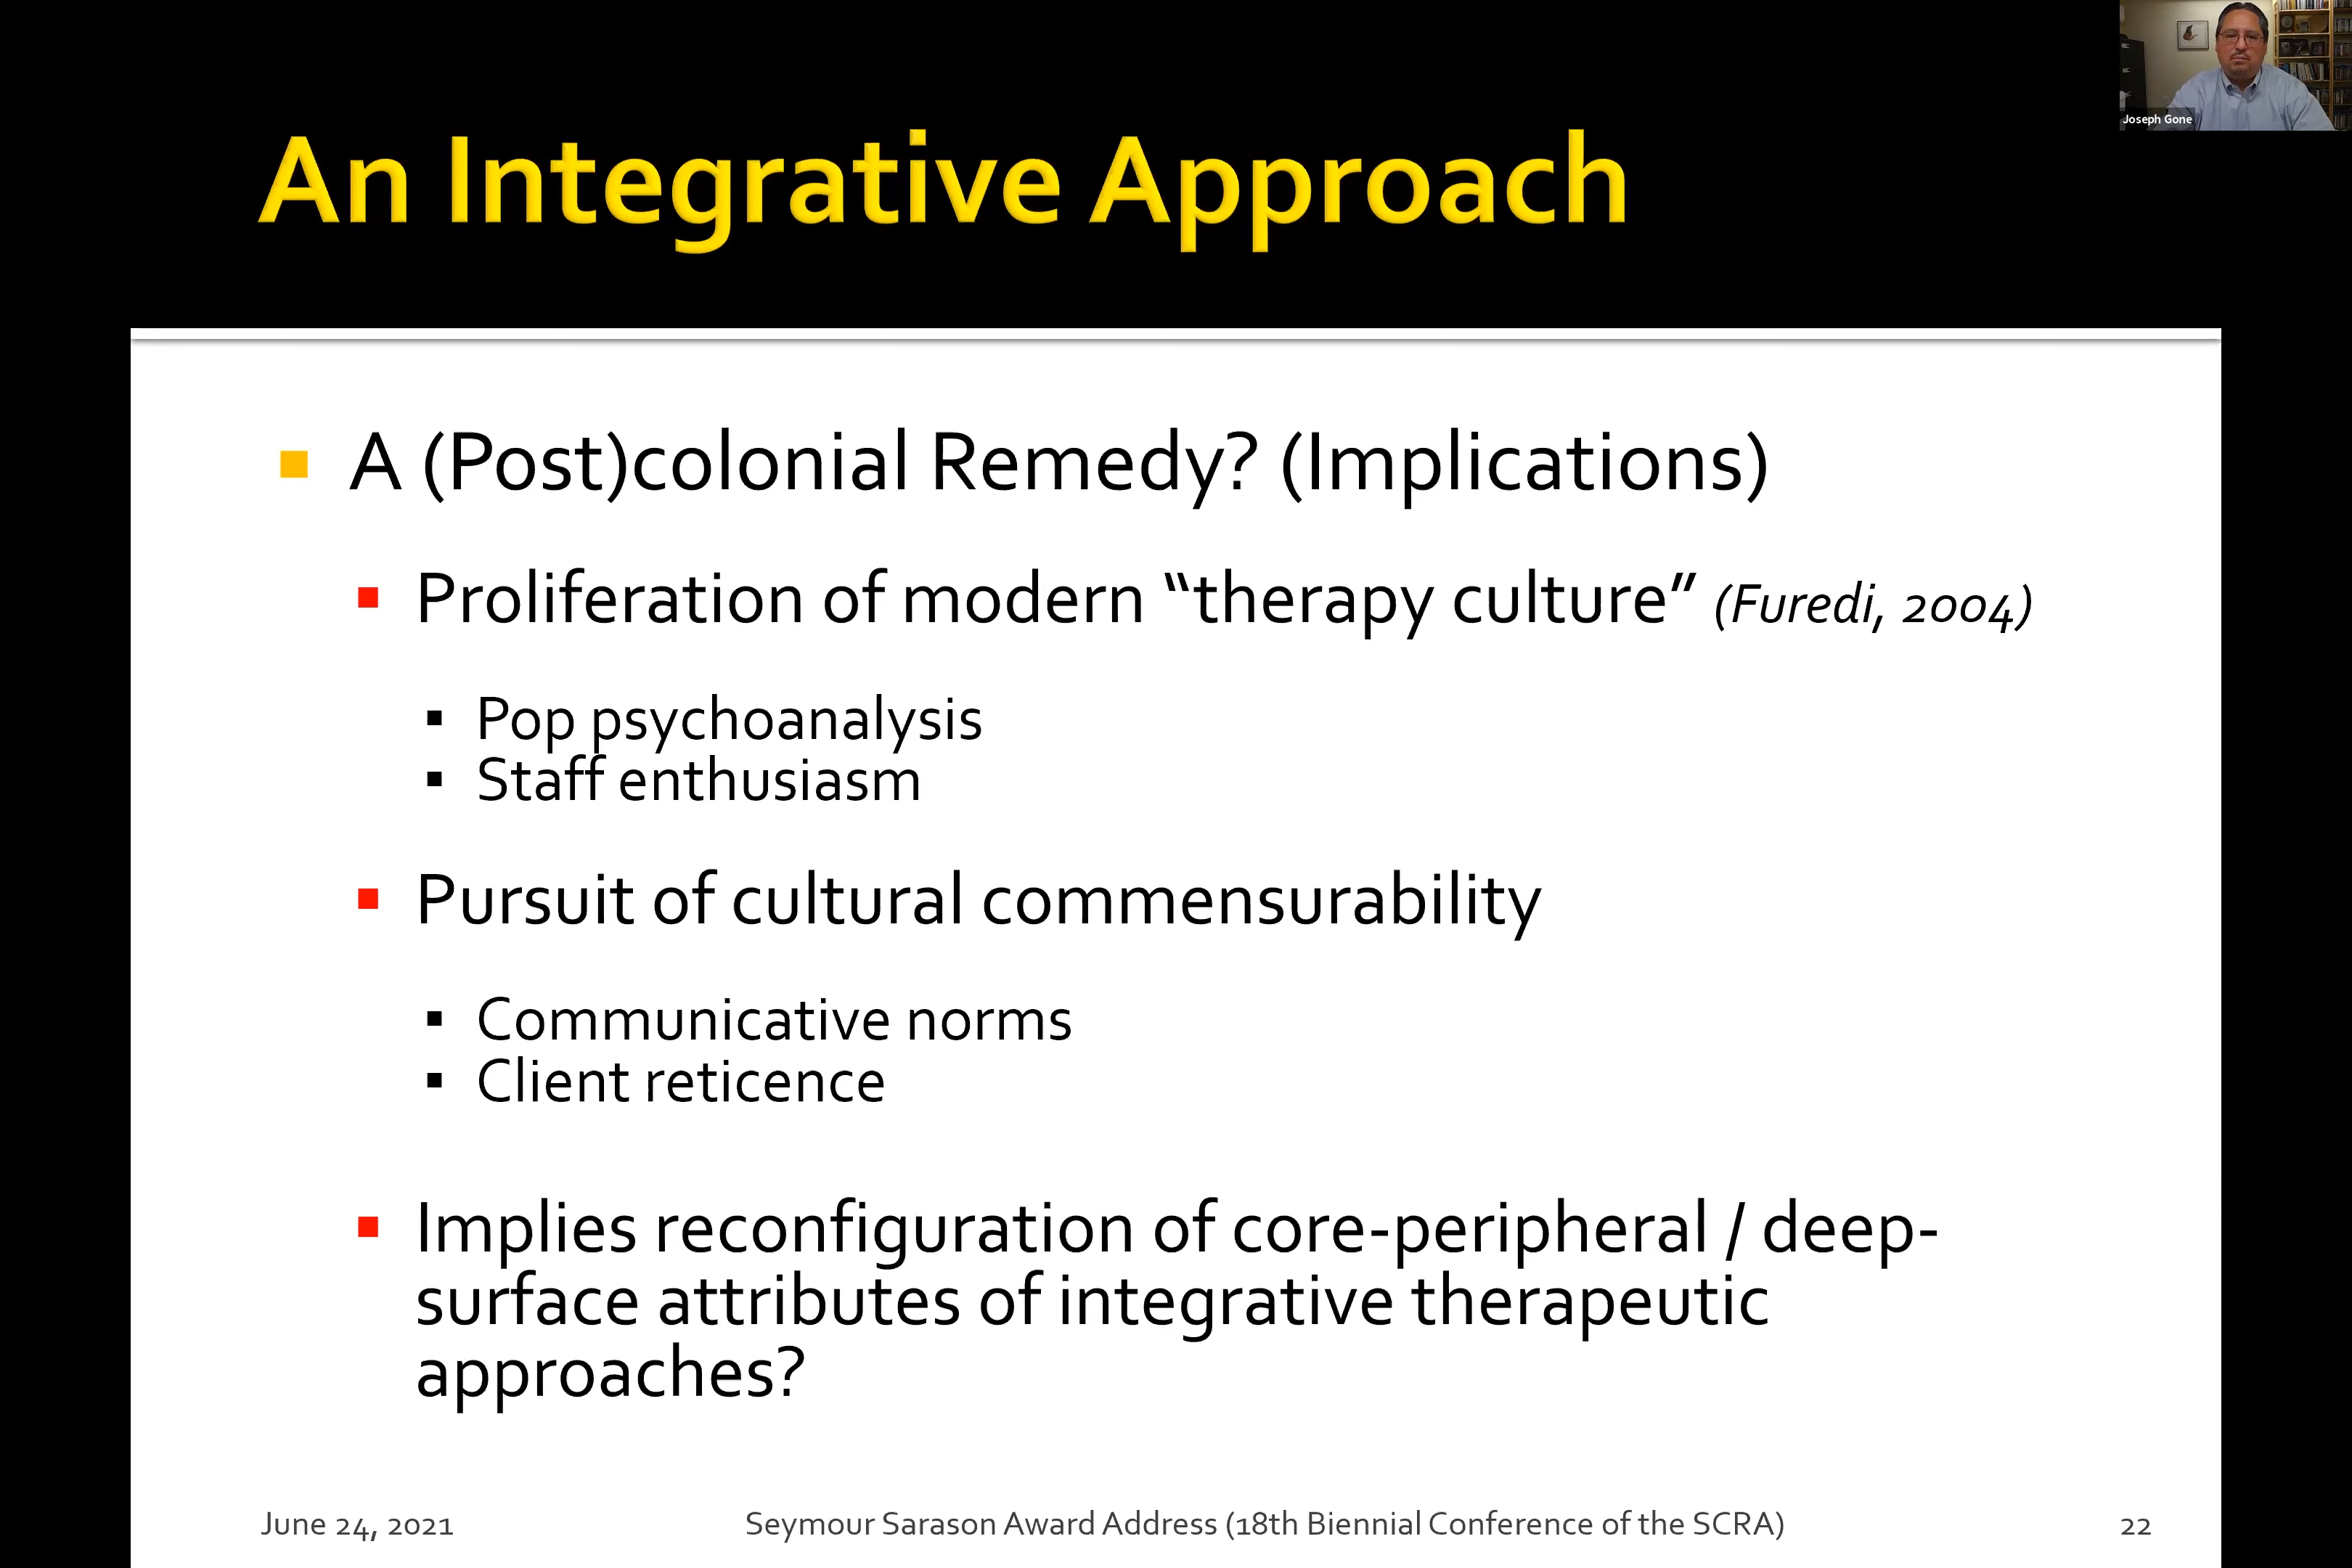 Joseph Gone
An Integrative Approach
A (Post)colonial Remedy? (Implications)
Proliferation of modern “therapy culture” (Furedi, 2004)
Pop psychoanalysis
Staff enthusiasm
Pursuit of cultural commensurability
Communicative norms
Client reticence
Implies reconfiguration of core-peripheral / deep-
surface attributes of integrative therapeutic
approaches?
June 24, 2021
Seymour Sarason Award Address (18th Biennial Conference of the SCRA)
22